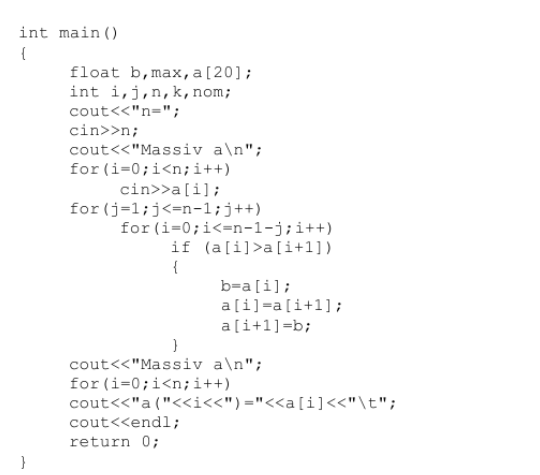 int main()
{
float b,max,a[20];
int i,j,n,k,nom;
cout<<"n=";
cin>>n;
cout<<"Massiv a\n";
for(i=0;i<n;i++)
cin>>a[i];
for(j=1;j<=n-1;j++)
for(i=0;i<=n-1-j;i++)
if (a[i]>a[i+1])
{
b=a[i];
a[i]=a[i+1];
a[i+1]=b;
}
cout<<"Massiv a\n";
for(i=0;i<n;i++)
cout<<"a("<<i<<")="<<a[i]<<"\t";
cout<<endl;
return 0;
}